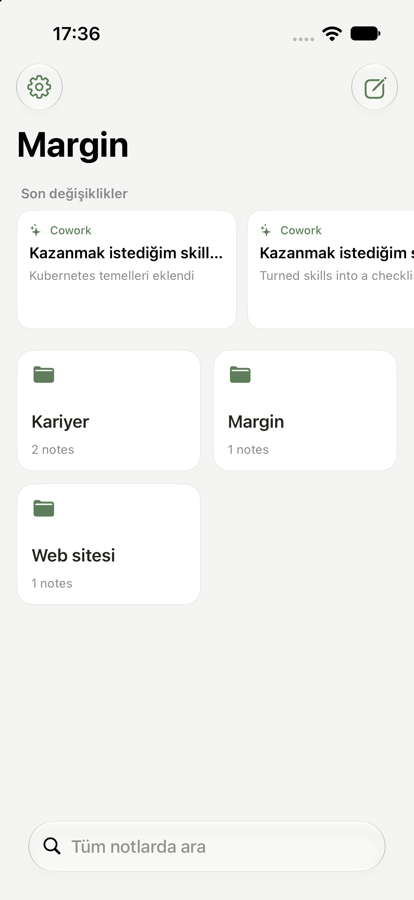 17:36
Margin
Son değişiklikler
Cowork
Kazanmak istediğim skill...
Kubernetes temelleri eklendi
Cowork
Kazanmak istediğim s
Turned skills into a checkli
Kariyer
2 notes
Margin
1 notes
Web sitesi
1 notes
Tüm notlarda ara